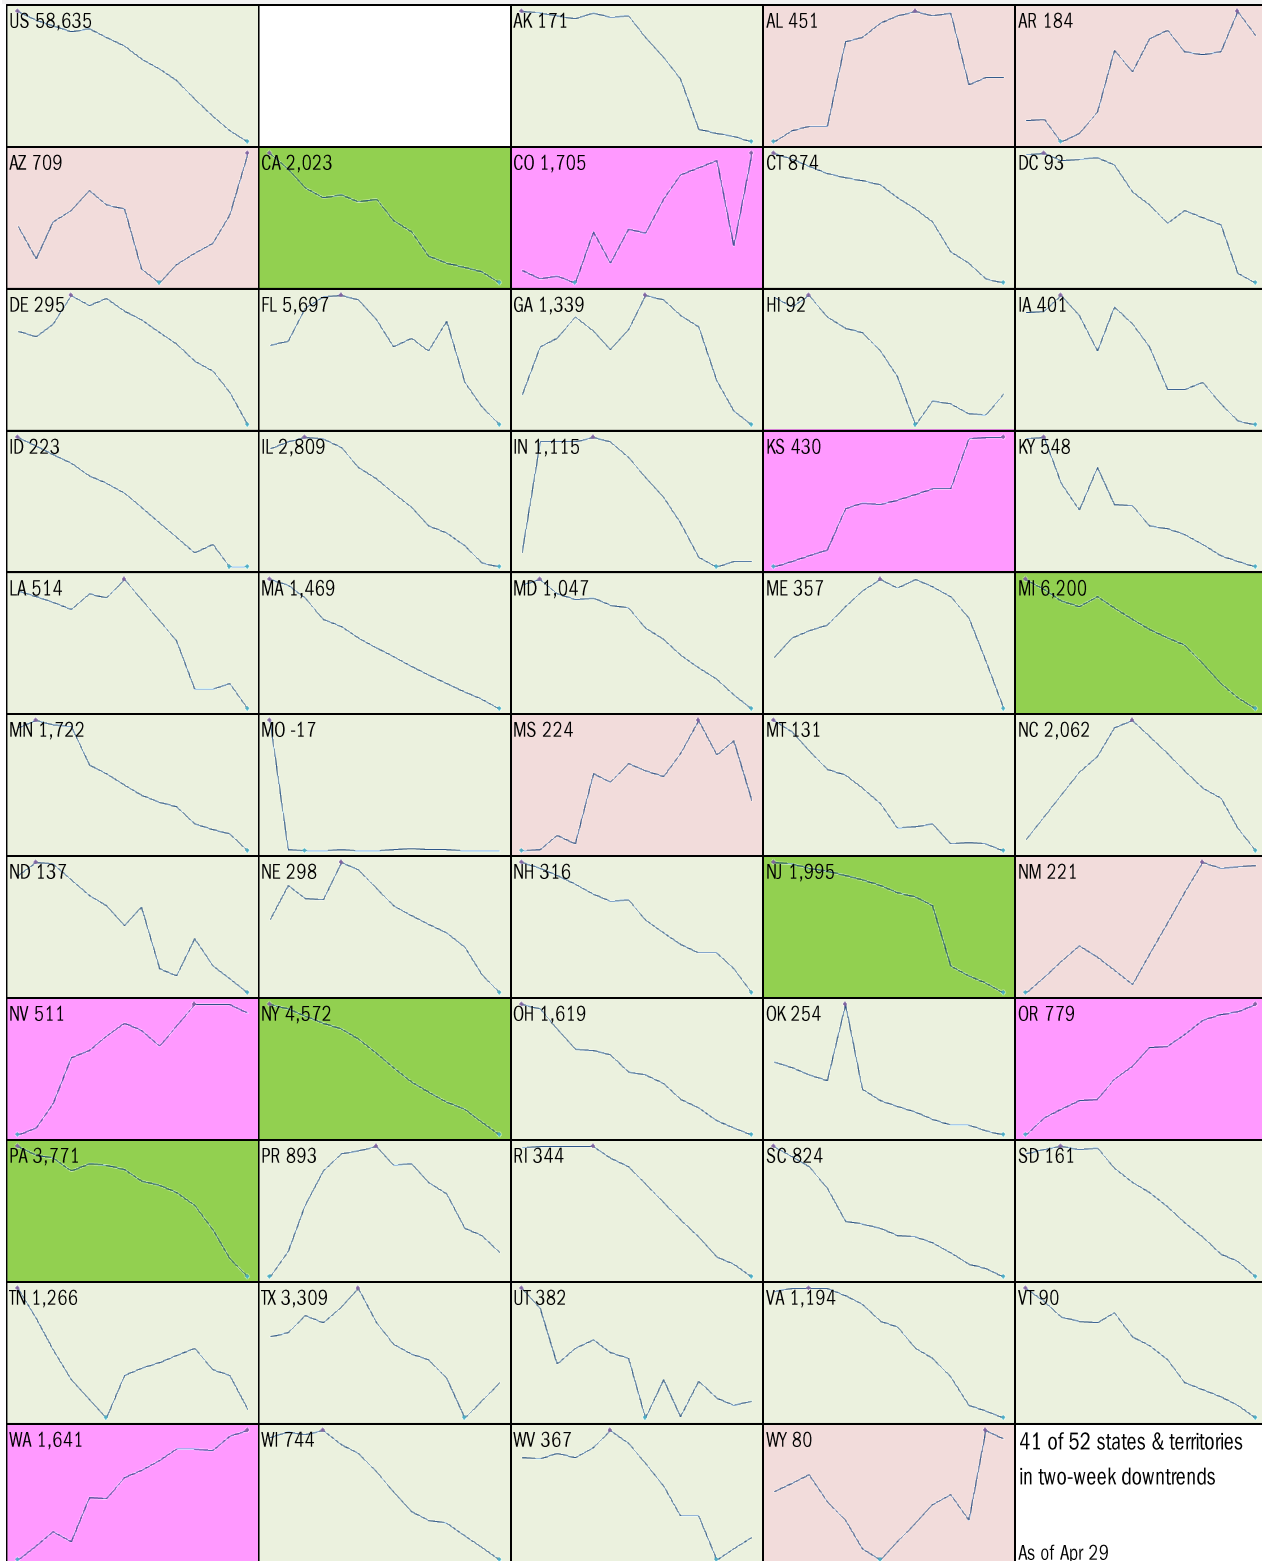 US 58,635
AK 171
AL 451
AR 184
AZ 709
CA 2,023
CO 1,705
CT 874
DC 93
DE 295
FL 5,697
GA 1,339
HI 92
IA 401
ID 223
IL 2,809
IN 1,115
KS 430
KY 548
LA 514
MA 1,469
MD 1,047
ME 357
MI 6,200
MN 1,722
MO -17
MS 224
MT 131
NC 2,062
ND 137
NE 298
NH 316
NJ 1,995
NM 221
NV 511
NY 4,572
OH 1,619
OK 254
OR 779
PA 3,771
PR 893
RI 344
SC 824
SD 161
TN 1,266
TX 3,309
UT 382
VA 1,194
VT 90
WA 1,641
WI 744
WV 367
WY 80
41 of 52 states & territories
in two-week downtrends
As of Apr 29